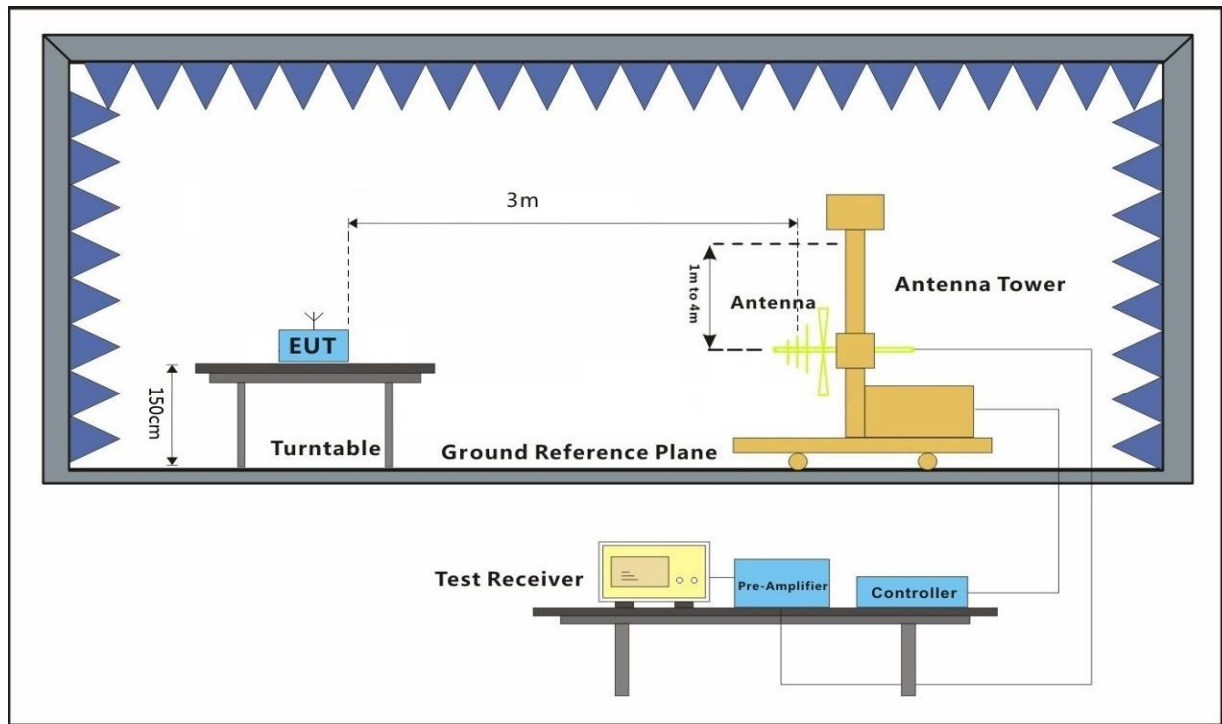 3m
1m to 4m
Antenna
Antenna Tower
EUT
150cm
Turntable
Ground Reference Plane
Test Receiver
Pre-Amplifier
Controller